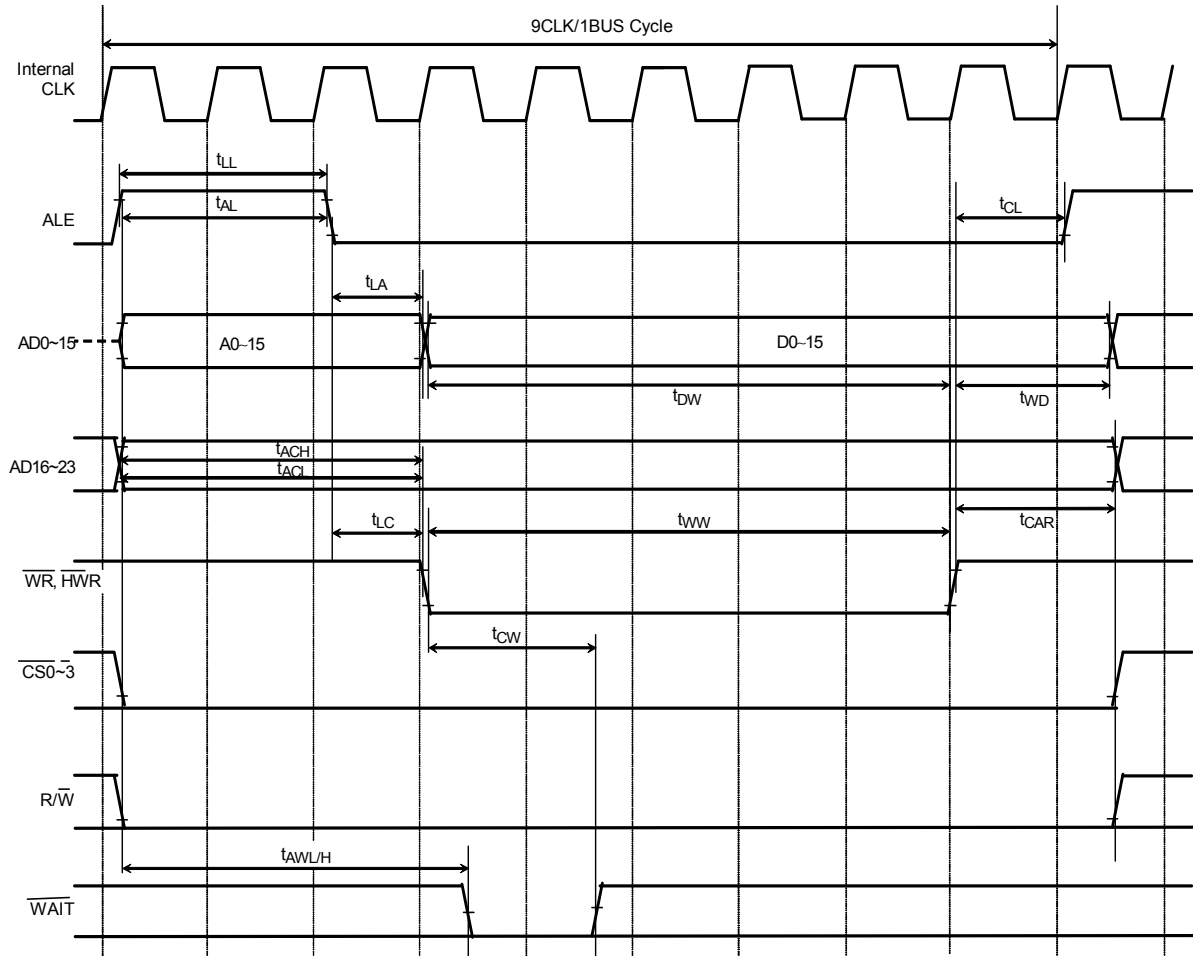 9CLK/1BUS Cycle
Internal
CLK
tLL
ALE
tAL
tCL
tLA
AD0~15
A0~15
D0~15
tDW
tWD
AD16~23
tACH
tACL
tLC
tWW
tCAR
WR, HWR
tCW
CS0~3
R/W
tAWL/H
WAIT